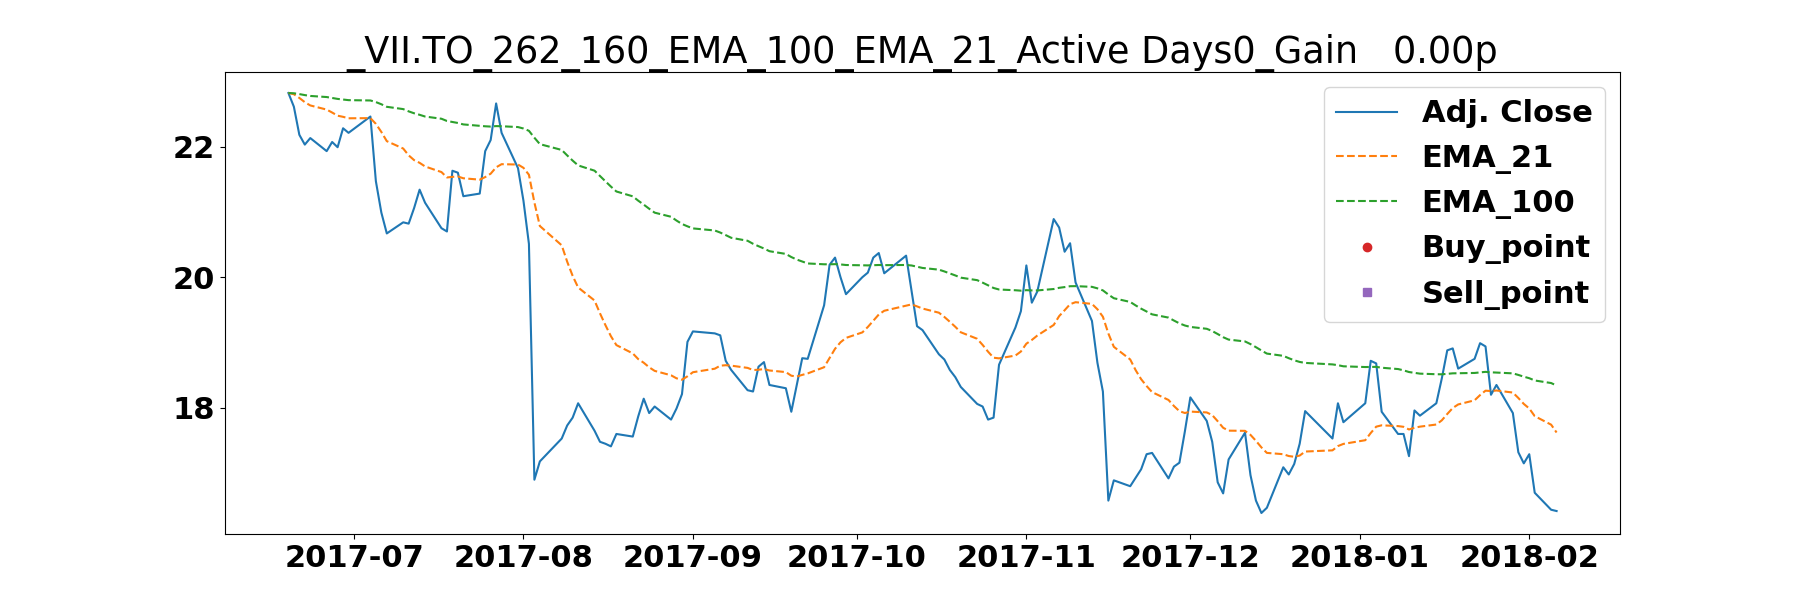 _VII.TO_262_160_EMA_100_EMA_21_Active Days0_Gain   0.00p
Adj. Close
EMA_21
EMA_100
Buy_point
Sell_point
22
20
18
2017-07 2017-08 2017-09 2017-10 2017-11 2017-12 2018-01 2018-02